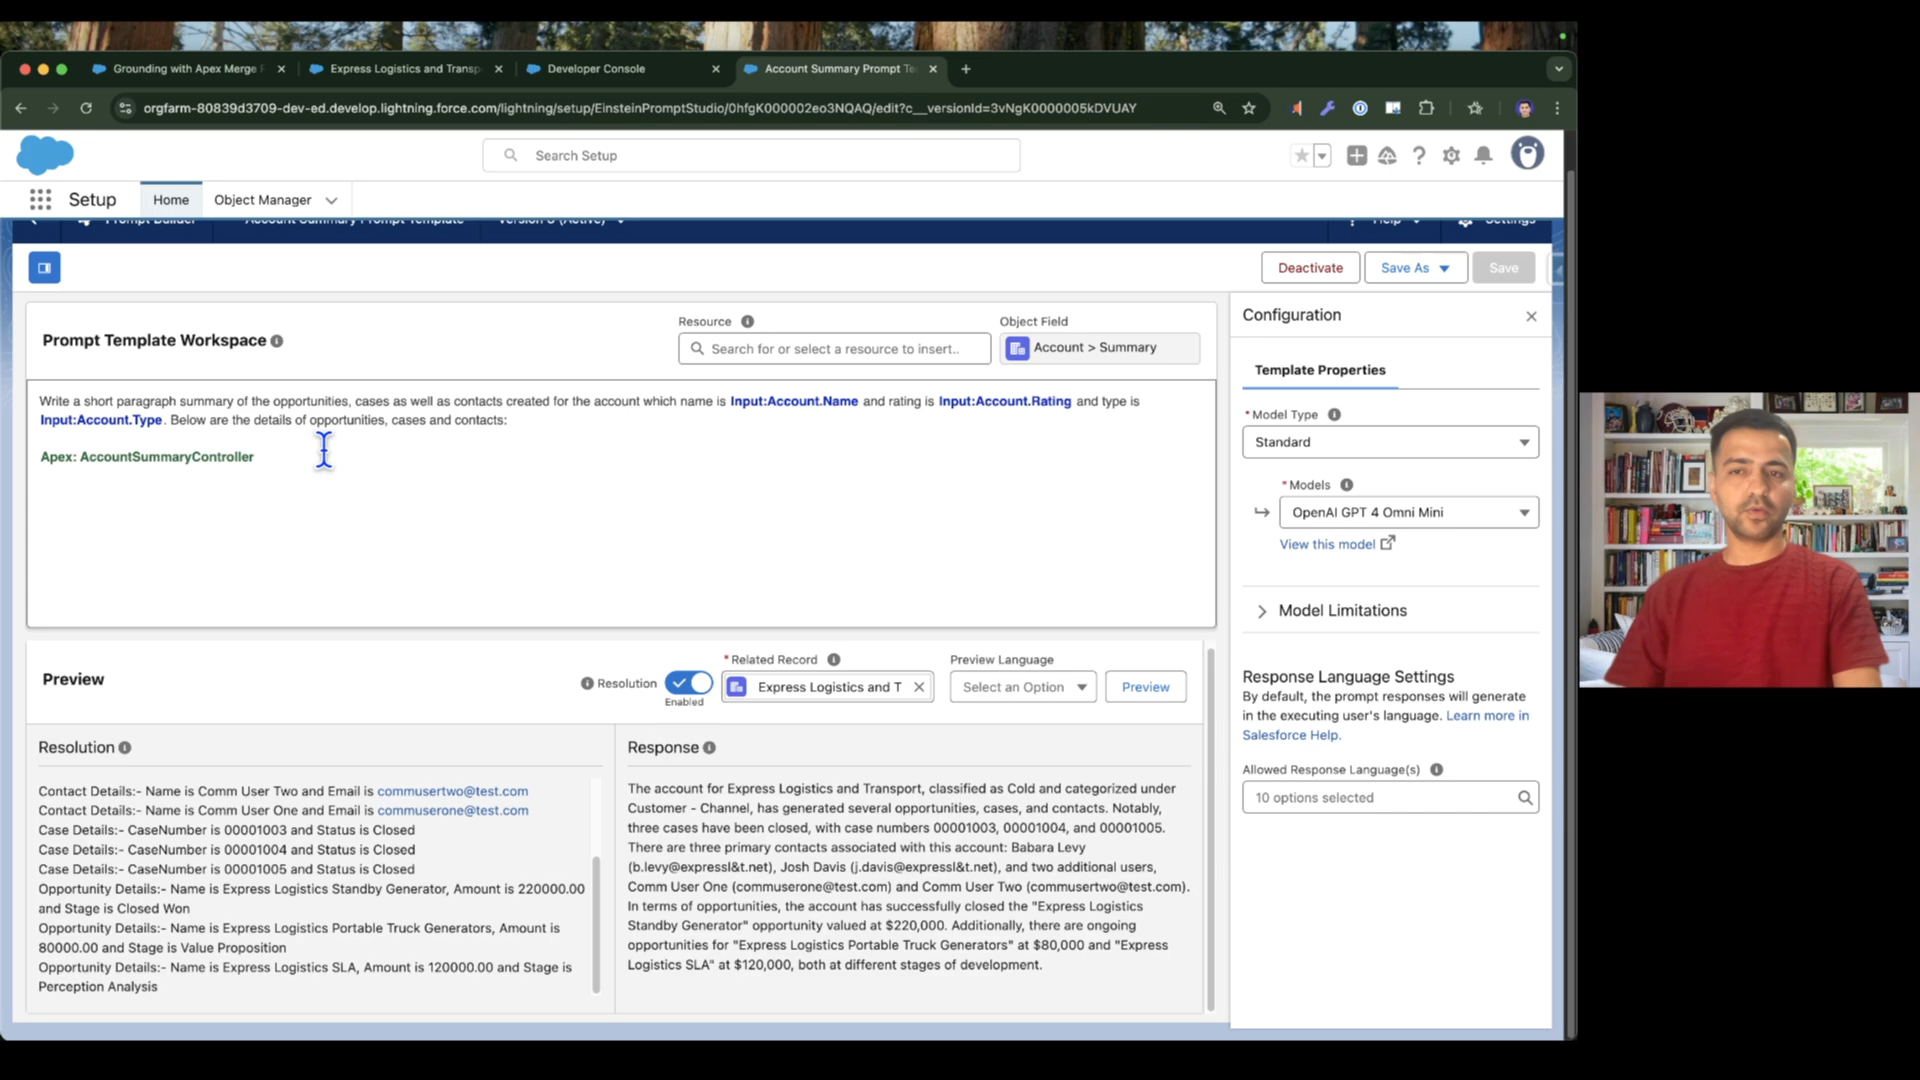 Grounding with Apex Merge F
Express Logistics and Transp
Developer Console
Account Summary Prompt Te
orgfarm-80839d3709-dev-ed.develop.lightning.force.com/lightning/setup/EinsteinPromptStudio/0hfgK000002eo3NQAQ/edit?c__versionId=3vNgK0000005kDVUAY
Search Setup
Setup
Home
Object Manager
Prompt Builder
Account Summary Prompt Template
Help
Settings
Deactivate
Save As
Save
Prompt Template Workspace
Resource
Search for or select a resource to insert..
Object Field
Account > Summary
Write a short paragraph summary of the opportunities, cases as well as contacts created for the account which name is Input:Account.Name and rating is Input:Account.Rating and type is
Input:Account.Type. Below are the details of opportunities, cases and contacts:
Apex: AccountSummaryController
Preview
Resolution
Enabled
*Related Record
Express Logistics and T
Preview Language
Select an Option
Preview
Resolution
Contact Details:- Name is Comm User Two and Email is commusertwo@test.com
Contact Details:- Name is Comm User One and Email is commuserone@test.com
Case Details:- CaseNumber is 00001003 and Status is Closed
Case Details:- CaseNumber is 00001004 and Status is Closed
Case Details:- CaseNumber is 00001005 and Status is Closed
Opportunity Details:- Name is Express Logistics Standby Generator, Amount is 220000.00
and Stage is Closed Won
Opportunity Details:- Name is Express Logistics Portable Truck Generators, Amount is
80000.00 and Stage is Value Proposition
Opportunity Details:- Name is Express Logistics SLA, Amount is 120000.00 and Stage is
Perception Analysis
Response
The account for Express Logistics and Transport, classified as Cold and categorized under
Customer - Channel, has generated several opportunities, cases, and contacts. Notably,
three cases have been closed, with case numbers 00001003, 00001004, and 00001005.
There are three primary contacts associated with this account: Babara Levy
(b.levy@expressl&t.net), Josh Davis (j.davis@expressl&t.net), and two additional users,
Comm User One (commuserone@test.com) and Comm User Two (commusertwo@test.com).
In terms of opportunities, the account has successfully closed the "Express Logistics
Standby Generator" opportunity valued at $220,000. Additionally, there are ongoing
opportunities for "Express Logistics Portable Truck Generators" at $80,000 and "Express
Logistics SLA" at $120,000, both at different stages of development.
Configuration
Template Properties
*Model Type
Standard
*Models
OpenAI GPT 4 Omni Mini
View this model
Model Limitations
Response Language Settings
By default, the prompt responses will generate
in the executing user's language. Learn more in
Salesforce Help.
Allowed Response Language(s)
10 options selected